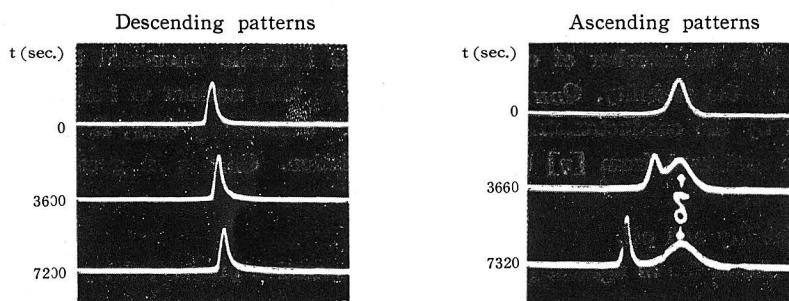 Descending patterns
t (sec.)
0
3600
7200
Ascending patterns
t (sec.)
0
3660
δ
7320